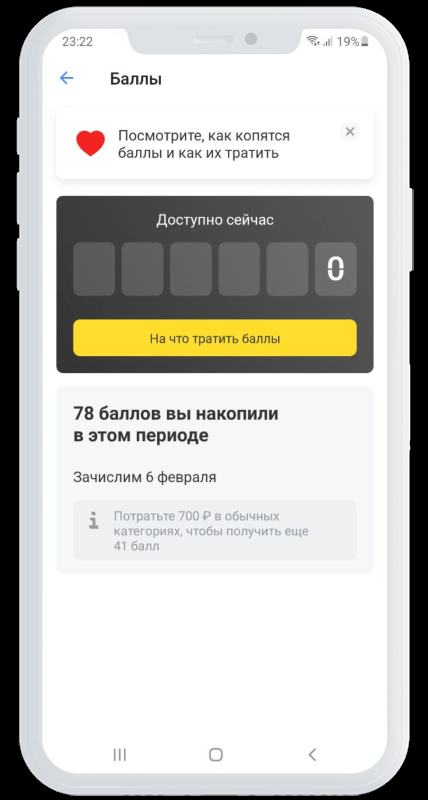 23:22
19%
Баллы
Посмотрите, как копятся
баллы и как их тратить
Доступно сейчас
0
На что тратить баллы
78 баллов вы накопили
в этом периоде
Зачислим 6 февраля
Потратьте 700 ₽ в обычных
категориях, чтобы получить еще
41 балл